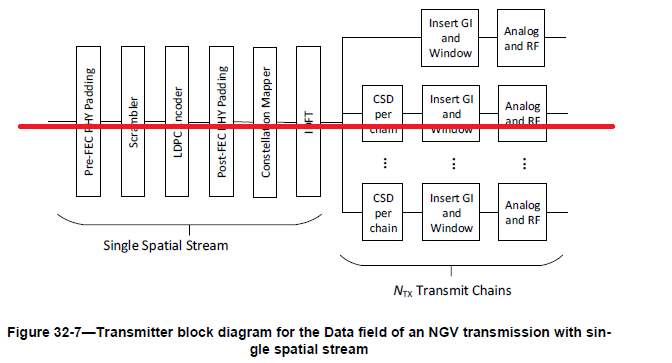 Pre-FEC PHY Padding
Scrambler
LDPC Encoder
Post-FEC PHY Padding
Constellation Mapper
Insert GI
and
Window
Analog
and RF
CSD
per
chain
Insert GI
and
Window
Analog
and RF
CSD
per
chain
Insert GI
and
Window
Analog
and RF
Single Spatial Stream
NTX Transmit Chains
Figure 32-7—Transmitter block diagram for the Data field of an NGV transmission with sin-
gle spatial stream